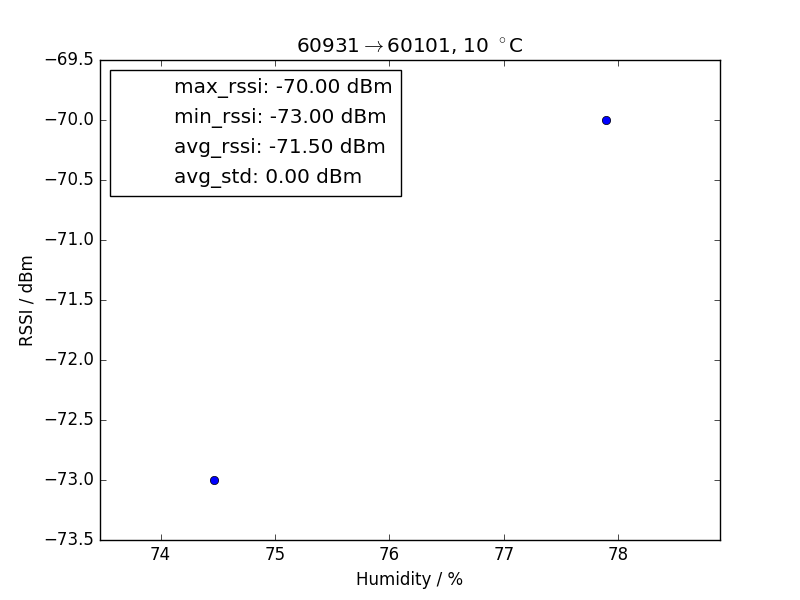 60931→60101, 10 °C
max_rssi: -70.00 dBm
min_rssi: -73.00 dBm
avg_rssi: -71.50 dBm
avg_std: 0.00 dBm
RSSI / dBm
−69.5
−70.0
−70.5
−71.0
−71.5
−72.0
−72.5
−73.0
−73.5
74 75 76 77 78
Humidity / %